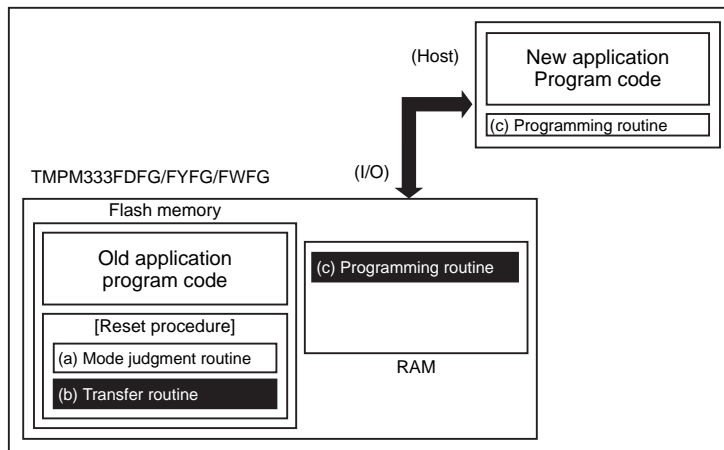 (Host)
New application
Program code
(c) Programming routine
(I/O)
TMPM333FDFG/FYFG/FWFG
Flash memory
Old application
program code
[Reset procedure]
(a) Mode judgment routine
(b) Transfer routine
(c) Programming routine
RAM